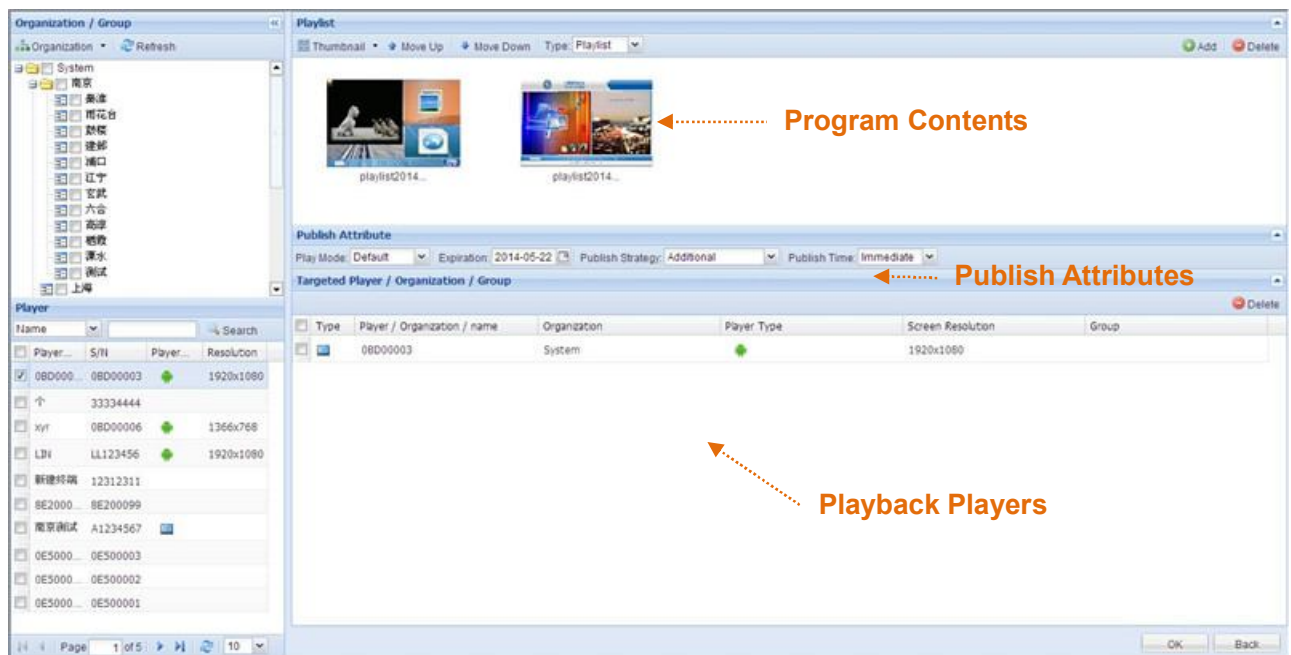 Organization / Group
Organization
Refresh
System
南京
秦淮
雨花台
鼓楼
建邺
浦口
江宁
玄武
六合
高淳
栖霞
溧水
测试
上海
Player
Name
Search
Player... S/N Player... Resolution
0BD000... 0BD00003 1920x1080
个 33334444
xyr 0BD00006 1366x768
LIN LL123456 1920x1080
新建终端 12312311
8E2000... 8E200099
南京测试 A1234567
0E5000... 0E500003
0E5000... 0E500002
0E5000... 0E500001
Page 1 of 5 10
Playlist
Thumbnail Move Up Move Down Type: Playlist Add Delete
playlist2014... playlist2014...
Program Contents
Publish Attribute
Play Mode: Default Expiration: 2014-05-22 Publish Strategy: Additional Publish Time: Immediate
Publish Attributes
Targeted Player / Organization / Group
Delete
Type Player / Organization / name Organization Player Type Screen Resolution Group
0BD00003 System 1920x1080
Playback Players
OK Back